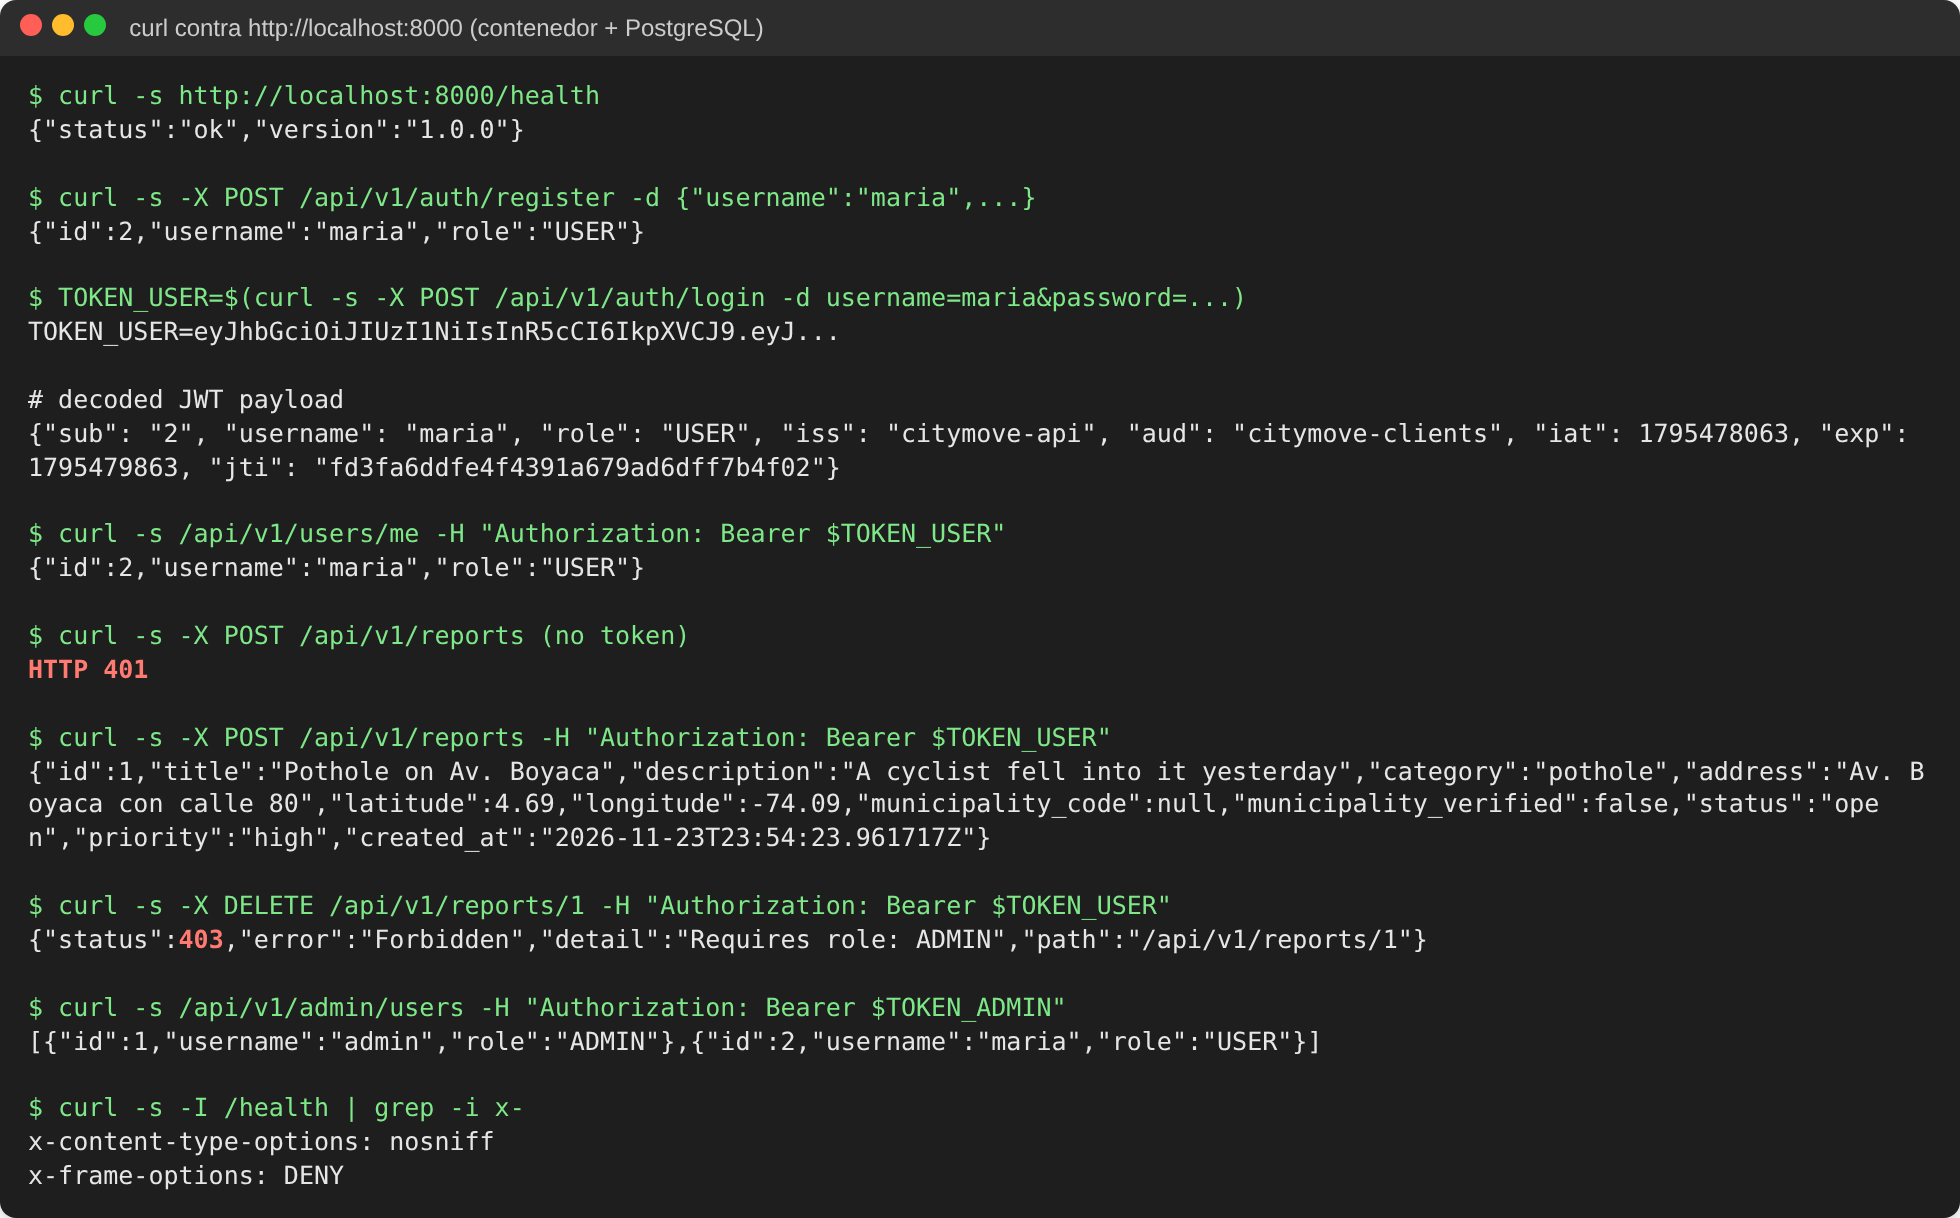 curl contra http://localhost:8000 (contenedor + PostgreSQL)
$ curl -s http://localhost:8000/health
{"status":"ok","version":"1.0.0"}
$ curl -s -X POST /api/v1/auth/register -d {"username":"maria",...}
{"id":2,"username":"maria","role":"USER"}
$ TOKEN_USER=$(curl -s -X POST /api/v1/auth/login -d username=maria&password=...)
TOKEN_USER=eyJhbGciOiJIUzI1NiIsInR5cCI6IkpXVCJ9.eyJ...
# decoded JWT payload
{"sub": "2", "username": "maria", "role": "USER", "iss": "citymove-api", "aud": "citymove-clients", "iat": 1795478063, "exp":
1795479863, "jti": "fd3fa6ddfe4f4391a679ad6dff7b4f02"}
$ curl -s /api/v1/users/me -H "Authorization: Bearer $TOKEN_USER"
{"id":2,"username":"maria","role":"USER"}
$ curl -s -X POST /api/v1/reports (no token)
HTTP 401
$ curl -s -X POST /api/v1/reports -H "Authorization: Bearer $TOKEN_USER"
{"id":1,"title":"Pothole on Av. Boyaca","description":"A cyclist fell into it yesterday","category":"pothole","address":"Av. B
oyaca con calle 80","latitude":4.69,"longitude":-74.09,"municipality_code":null,"municipality_verified":false,"status":"ope
n","priority":"high","created_at":"2026-11-23T23:54:23.961717Z"}
$ curl -s -X DELETE /api/v1/reports/1 -H "Authorization: Bearer $TOKEN_USER"
{"status":403,"error":"Forbidden","detail":"Requires role: ADMIN","path":"/api/v1/reports/1"}
$ curl -s /api/v1/admin/users -H "Authorization: Bearer $TOKEN_ADMIN"
[{"id":1,"username":"admin","role":"ADMIN"},{"id":2,"username":"maria","role":"USER"}]
$ curl -s -I /health | grep -i x-
x-content-type-options: nosniff
x-frame-options: DENY